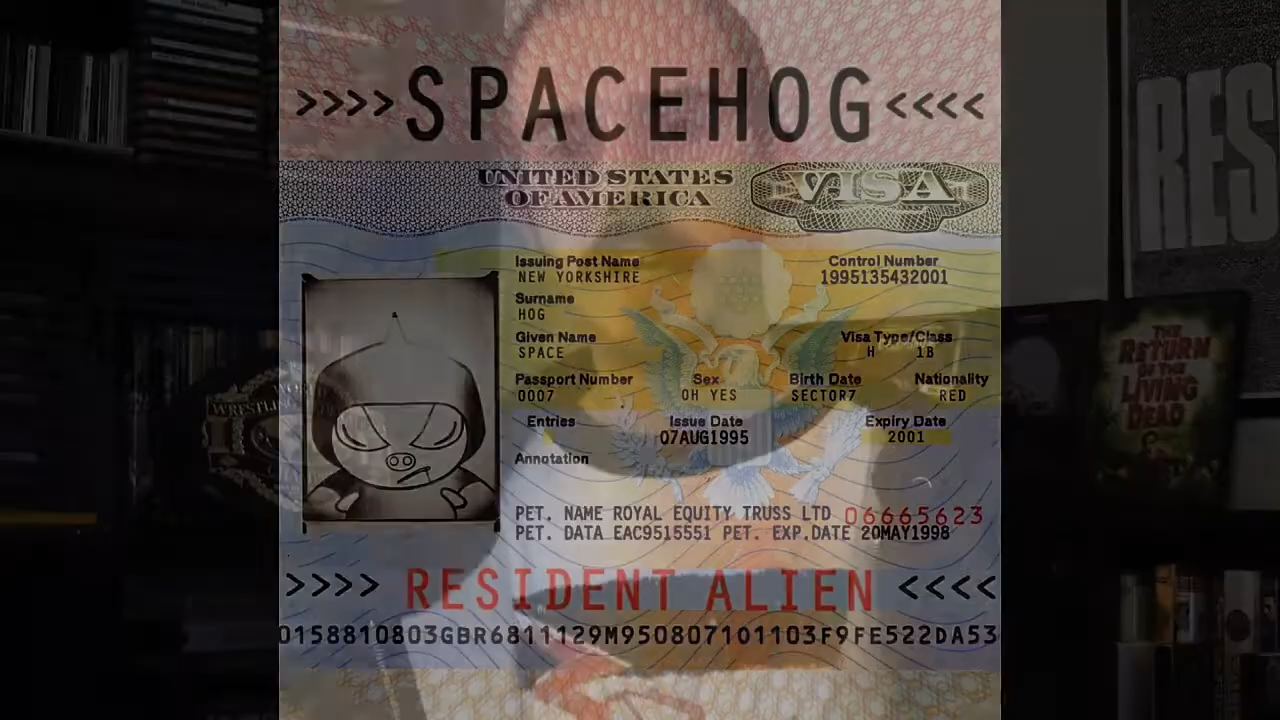 >>>>SPACEHOG<<<<
UNITED STATES
OF AMERICA
VISA
Issuing Post Name
NEW YORKSHIRE
Control Number
1995135432001
Surname
HOG
Given Name
SPACE
Visa Type/Class
H 1B
Passport Number
0007
Sex
OH YES
Birth Date
SECTOR7
Nationality
RED
Entries
Issue Date
07AUG1995
Expiry Date
2001
Annotation
PET. NAME ROYAL EQUITY TRUSS LTD 06665623
PET. DATA EAC9515551 PET. EXP.DATE 20MAY1998
>>>> RESIDENT ALIEN <<<<
0158810803GBR6811129M950807101103F9FE522DA53
WRESTLING
RES
THE
RETURN
OF THE
LIVING
DEAD